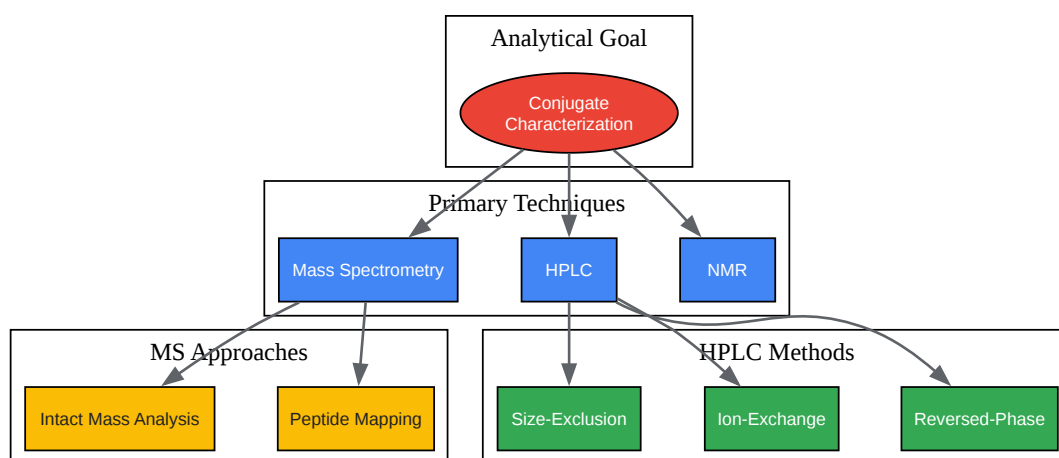 Analytical Goal
Conjugate
Characterization
Primary Techniques
Mass Spectrometry
HPLC
NMR
MS Approaches
HPLC Methods
Intact Mass Analysis
Peptide Mapping
Size-Exclusion
Ion-Exchange
Reversed-Phase